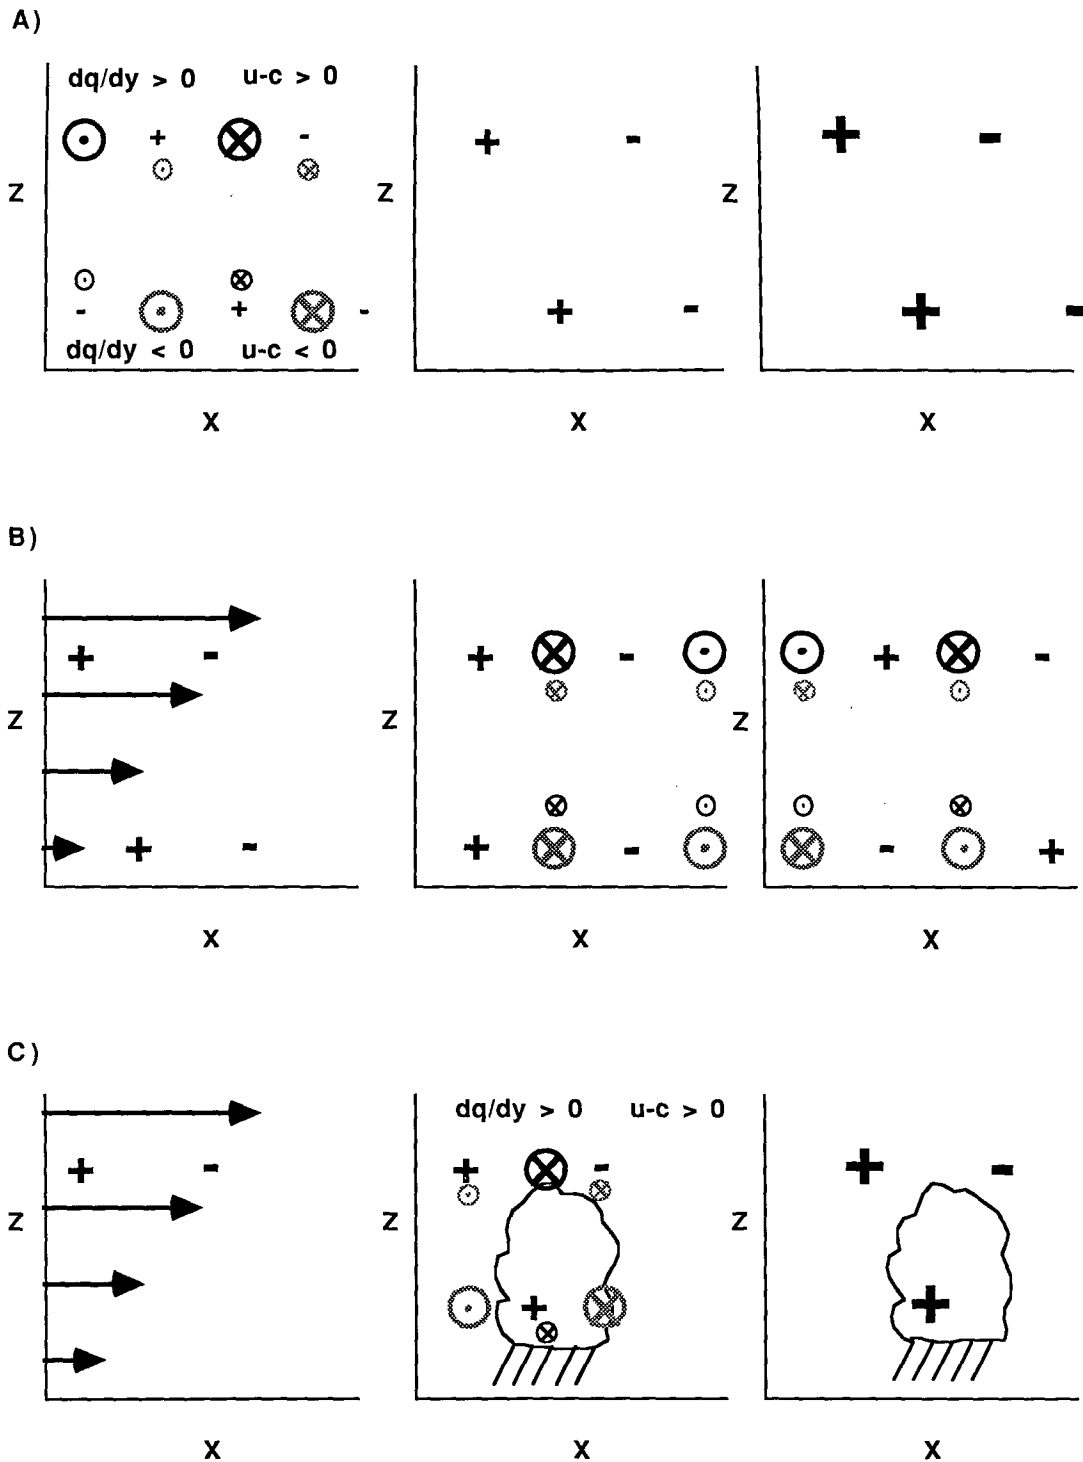 A)
dq/dy > 0 u-c > 0
+ -
+ -
+ -
Z Z Z
- + -
+ -
+ -
dq/dy < 0 u-c < 0
X X X
B)
+ -
+ -
+ -
Z Z Z
+ -
+ -
- +
X X X
C)
dq/dy > 0 u-c > 0
+ -
+ -
+ -
Z Z Z
+
+
X X X